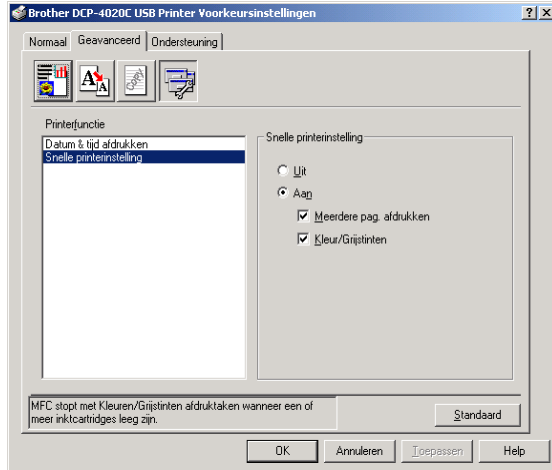 Brother DCP-4020C USB Printer Voorkeursinstellingen
Normaal Geavanceerd Ondersteuning
Printerfunctie
Datum & tijd afdrukken
Snelle printerinstelling
Snelle printerinstelling
Uit
Aan
Meerdere pag. afdrukken
Kleur/Grijstinten
MFC stopt met Kleuren/Grijstinten afdruktaken wanneer een of
meer inktcartridges leeg zijn.
Standaard
OK Annuleren Toepassen Help